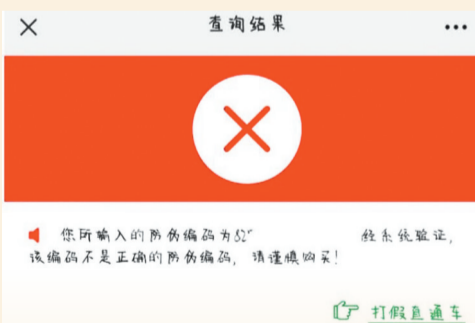 查询结果
您所输入的防伪编码为52 经系统验证,
该编码不是正确的防伪编码, 请谨慎购买!
打假直通车